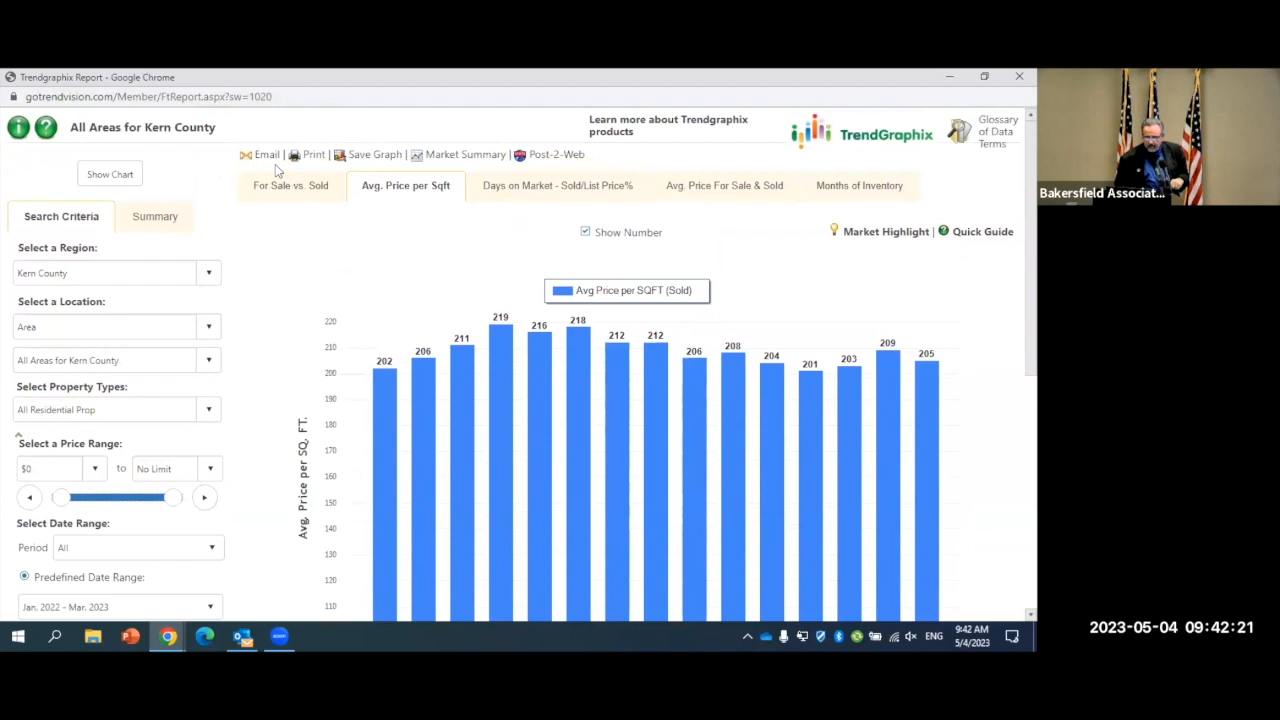 Trendgraphix Report - Google Chrome
gotrendvision.com/Member/FtReport.aspx?sw=1020
All Areas for Kern County
Learn more about Trendgraphix
products
TrendGraphix
Glossary
of Data
Terms
Email | Print | Save Graph | Market Summary | Post-2-Web
Show Chart
For Sale vs. Sold
Avg. Price per Sqft
Days on Market - Sold/List Price%
Avg. Price For Sale & Sold
Months of Inventory
Bakersfield Associat...
Search Criteria
Summary
Show Number
Market Highlight | Quick Guide
Select a Region:
Kern County
Select a Location:
Area
All Areas for Kern County
Select Property Types:
All Residential Prop
Select a Price Range:
$0
to
No Limit
Select Date Range:
Period
All
Predefined Date Range:
Jan. 2022 - Mar. 2023
Avg Price per SQFT (Sold)
Avg. Price per SQ. FT.
220
210
200
190
180
170
160
150
140
130
120
110
202
206
211
219
216
218
212
212
206
208
204
201
203
209
205
zoom
ENG
9:42 AM
5/4/2023
2023-05-04 09:42:21